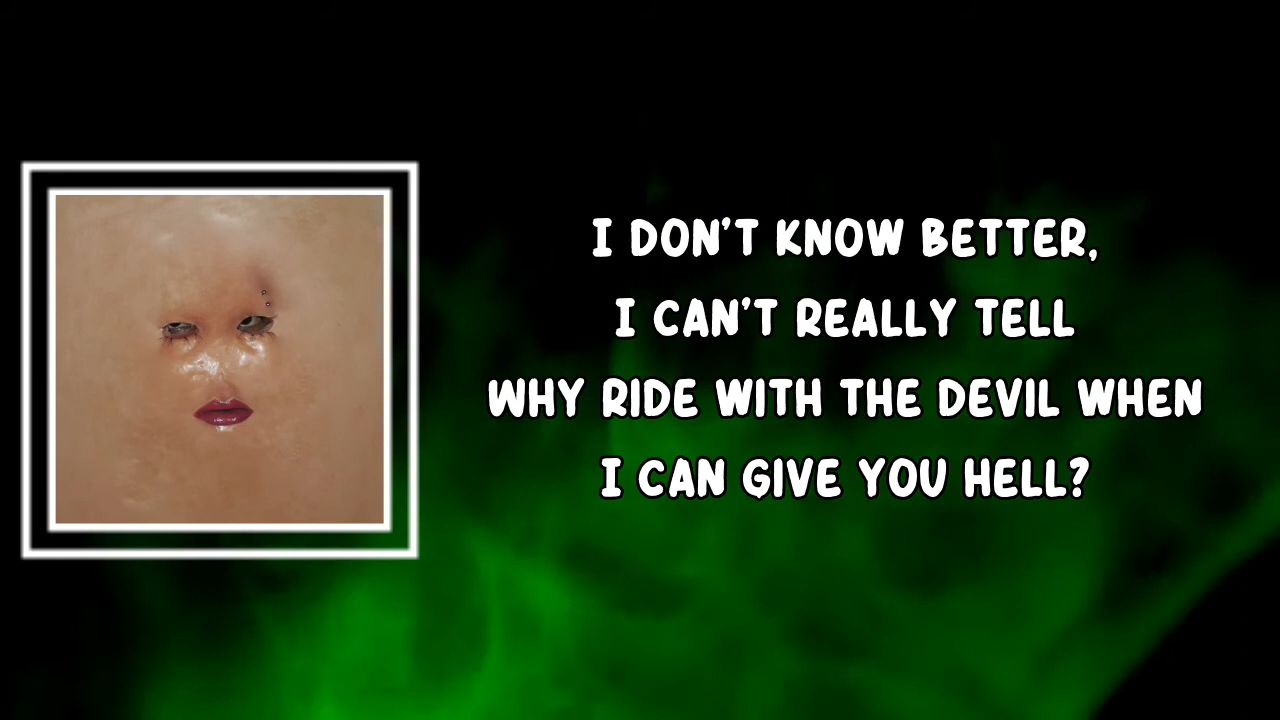 I DON'T KNOW BETTER,
I CAN'T REALLY TELL
WHY RIDE WITH THE DEVIL WHEN
I CAN GIVE YOU HELL?